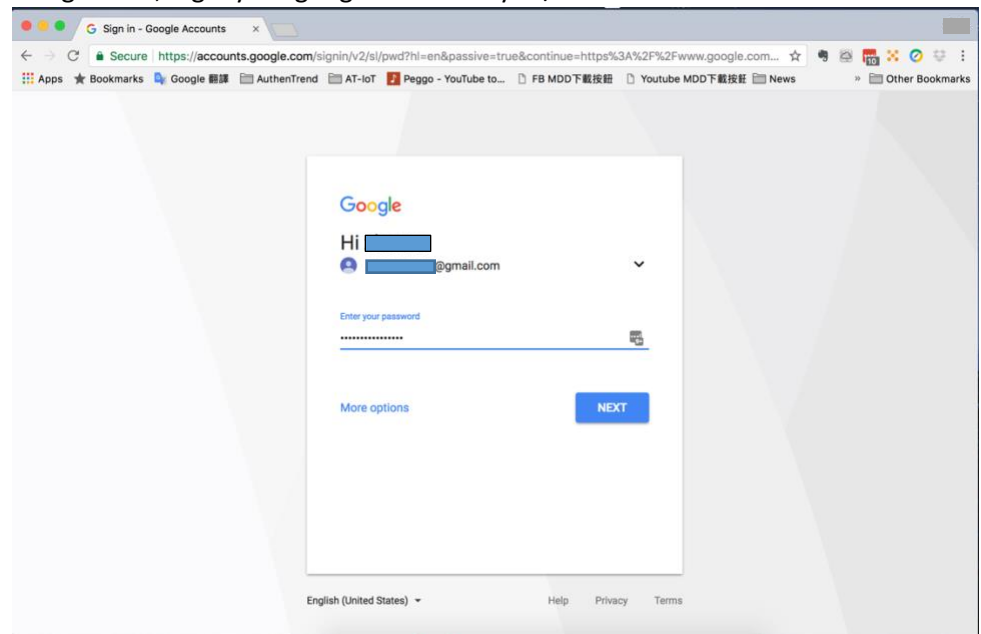 Sign in - Google Accounts
Secure https://accounts.google.com/signin/v2/sl/pwd?hl=en&passive=true&continue=https%3A%2F%2Fwww.google.com...
Apps Bookmarks Google 翻譯 AuthenTrend AT-IoT Peggo - YouTube to... FB MDD下載按鈕 Youtube MDD下載按鈕 News » Other Bookmarks
10
Google
Hi
@gmail.com
Enter your password
More options NEXT
English (United States) Help Privacy Terms